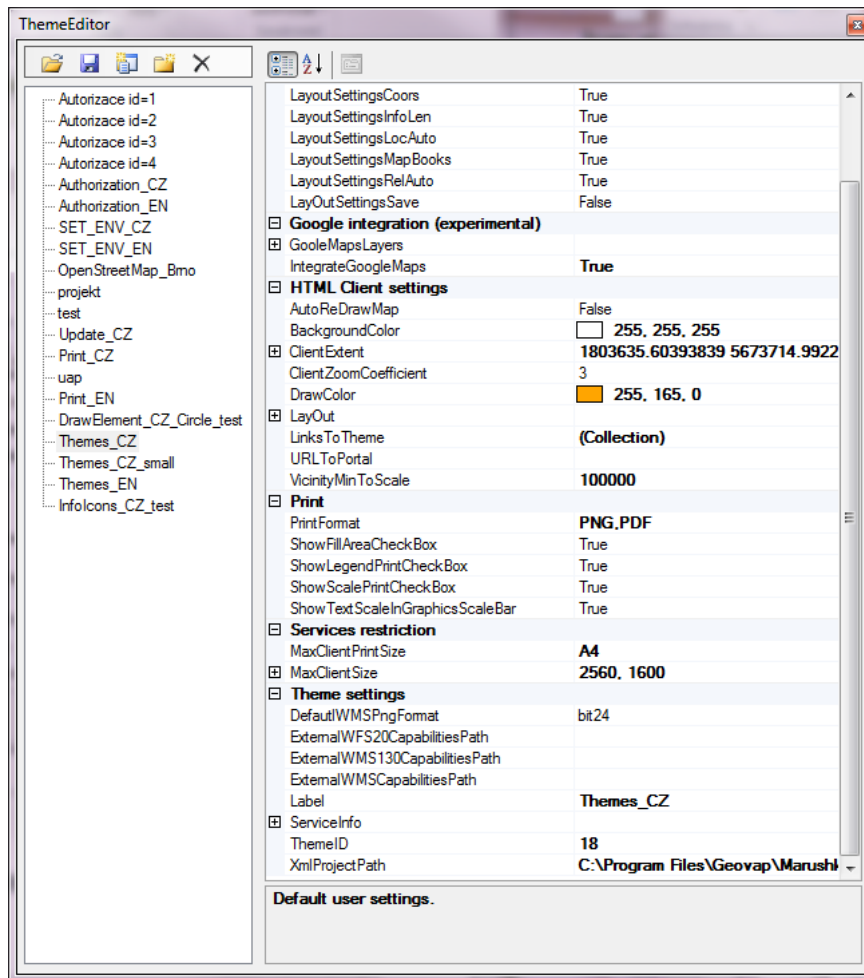 ThemeEditor
Autorizace id=1
Autorizace id=2
Autorizace id=3
Autorizace id=4
Authorization_CZ
Authorization_EN
SET_ENV_CZ
SET_ENV_EN
OpenStreetMap_Brno
projekt
test
Update_CZ
Print_CZ
uap
Print_EN
DrawElement_CZ_Circle_test
Themes_CZ
Themes_CZ_small
Themes_EN
InfoIcons_CZ_test
LayoutSettingsCoors True
LayoutSettingsInfoLen True
LayoutSettingsLocAuto True
LayoutSettingsMapBooks True
LayoutSettingsRelAuto True
LayOutSettingsSave False
Google integration (experimental)
GooleMapsLayers
IntegrateGoogleMaps True
HTML Client settings
AutoReDrawMap False
BackgroundColor 255, 255, 255
ClientExtent 1803635.60393839 5673714.9922
ClientZoomCoefficient 3
DrawColor 255, 165, 0
LayOut
LinksToTheme (Collection)
URLToPortal
VicinityMinToScale 100000
Print
PrintFormat PNG,PDF
ShowFillAreaCheckBox True
ShowLegendPrintCheckBox True
ShowScalePrintCheckBox True
ShowTextScaleInGraphicsScaleBar True
Services restriction
MaxClientPrintSize A4
MaxClientSize 2560, 1600
Theme settings
DefautlWMSPngFormat bit24
ExternalWFS20CapabilitiesPath
ExternalWMS130CapabilitiesPath
ExternalWMSCapabilitiesPath
Label Themes_CZ
ServiceInfo
ThemeID 18
XmlProjectPath C:\Program Files\Geovap\Marushk
Default user settings.